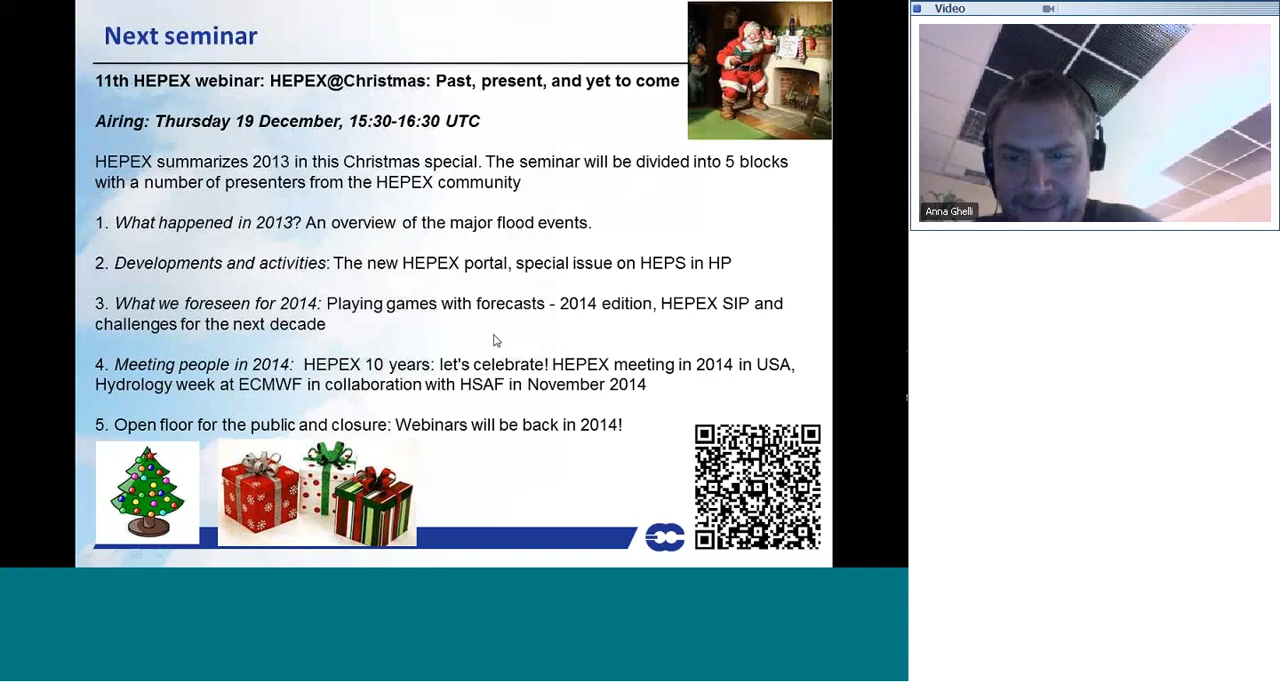 Next seminar
11th HEPEX webinar: HEPEX@Christmas: Past, present, and yet to come
Airing: Thursday 19 December, 15:30-16:30 UTC
HEPEX summarizes 2013 in this Christmas special. The seminar will be divided into 5 blocks
with a number of presenters from the HEPEX community
1. What happened in 2013? An overview of the major flood events.
2. Developments and activities: The new HEPEX portal, special issue on HEPS in HP
3. What we foreseen for 2014: Playing games with forecasts - 2014 edition, HEPEX SIP and
challenges for the next decade
4. Meeting people in 2014: HEPEX 10 years: let's celebrate! HEPEX meeting in 2014 in USA,
Hydrology week at ECMWF in collaboration with HSAF in November 2014
5. Open floor for the public and closure: Webinars will be back in 2014!
Video
Anna Ghelli